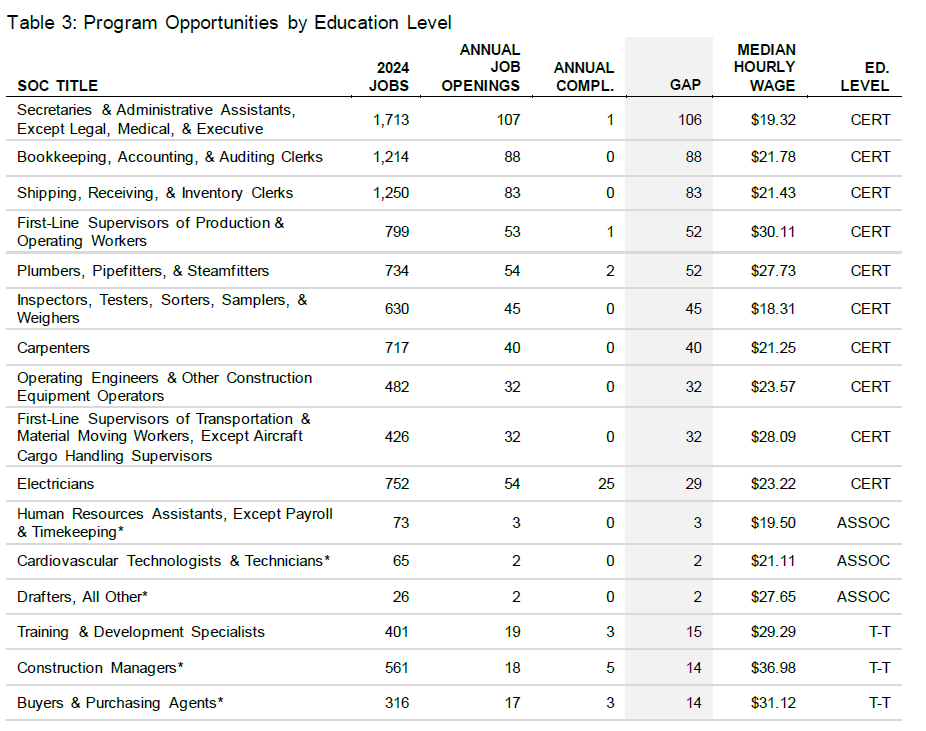 Table 3: Program Opportunities by Education Level
SOC TITLE 2024 JOBS ANNUAL JOB OPENINGS ANNUAL COMPL. GAP MEDIAN HOURLY WAGE ED. LEVEL
Secretaries & Administrative Assistants,
Except Legal, Medical, & Executive 1,713 107 1 106 $19.32 CERT
Bookkeeping, Accounting, & Auditing Clerks 1,214 88 0 88 $21.78 CERT
Shipping, Receiving, & Inventory Clerks 1,250 83 0 83 $21.43 CERT
First-Line Supervisors of Production &
Operating Workers 799 53 1 52 $30.11 CERT
Plumbers, Pipefitters, & Steamfitters 734 54 2 52 $27.73 CERT
Inspectors, Testers, Sorters, Samplers, &
Weighers 630 45 0 45 $18.31 CERT
Carpenters 717 40 0 40 $21.25 CERT
Operating Engineers & Other Construction
Equipment Operators 482 32 0 32 $23.57 CERT
First-Line Supervisors of Transportation &
Material Moving Workers, Except Aircraft
Cargo Handling Supervisors 426 32 0 32 $28.09 CERT
Electricians 752 54 25 29 $23.22 CERT
Human Resources Assistants, Except Payroll
& Timekeeping* 73 3 0 3 $19.50 ASSOC
Cardiovascular Technologists & Technicians* 65 2 0 2 $21.11 ASSOC
Drafters, All Other* 26 2 0 2 $27.65 ASSOC
Training & Development Specialists 401 19 3 15 $29.29 T-T
Construction Managers* 561 18 5 14 $36.98 T-T
Buyers & Purchasing Agents* 316 17 3 14 $31.12 T-T